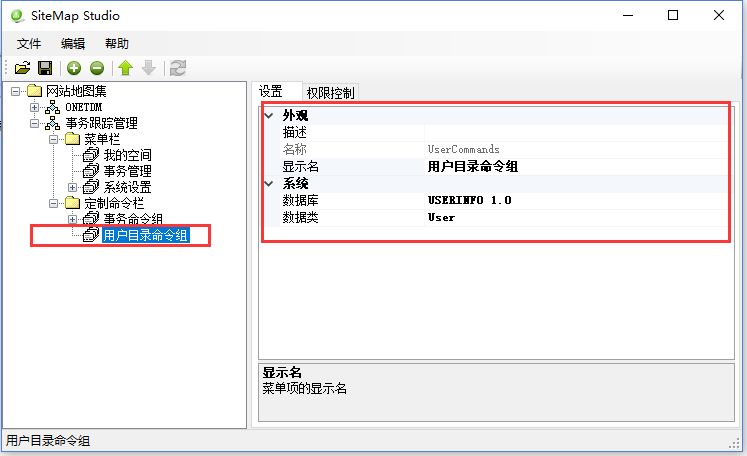 SiteMap Studio
文件 编辑 帮助
网站地图集
ONETDM
事务跟踪管理
菜单栏
我的空间
事务管理
系统设置
定制命令栏
事务命令组
用户目录命令组
设置 权限控制
外观
描述
名称 UserCommands
显示名 用户目录命令组
系统
数据库 USERINFO 1.0
数据类 User
显示名
菜单项的显示名
用户目录命令组